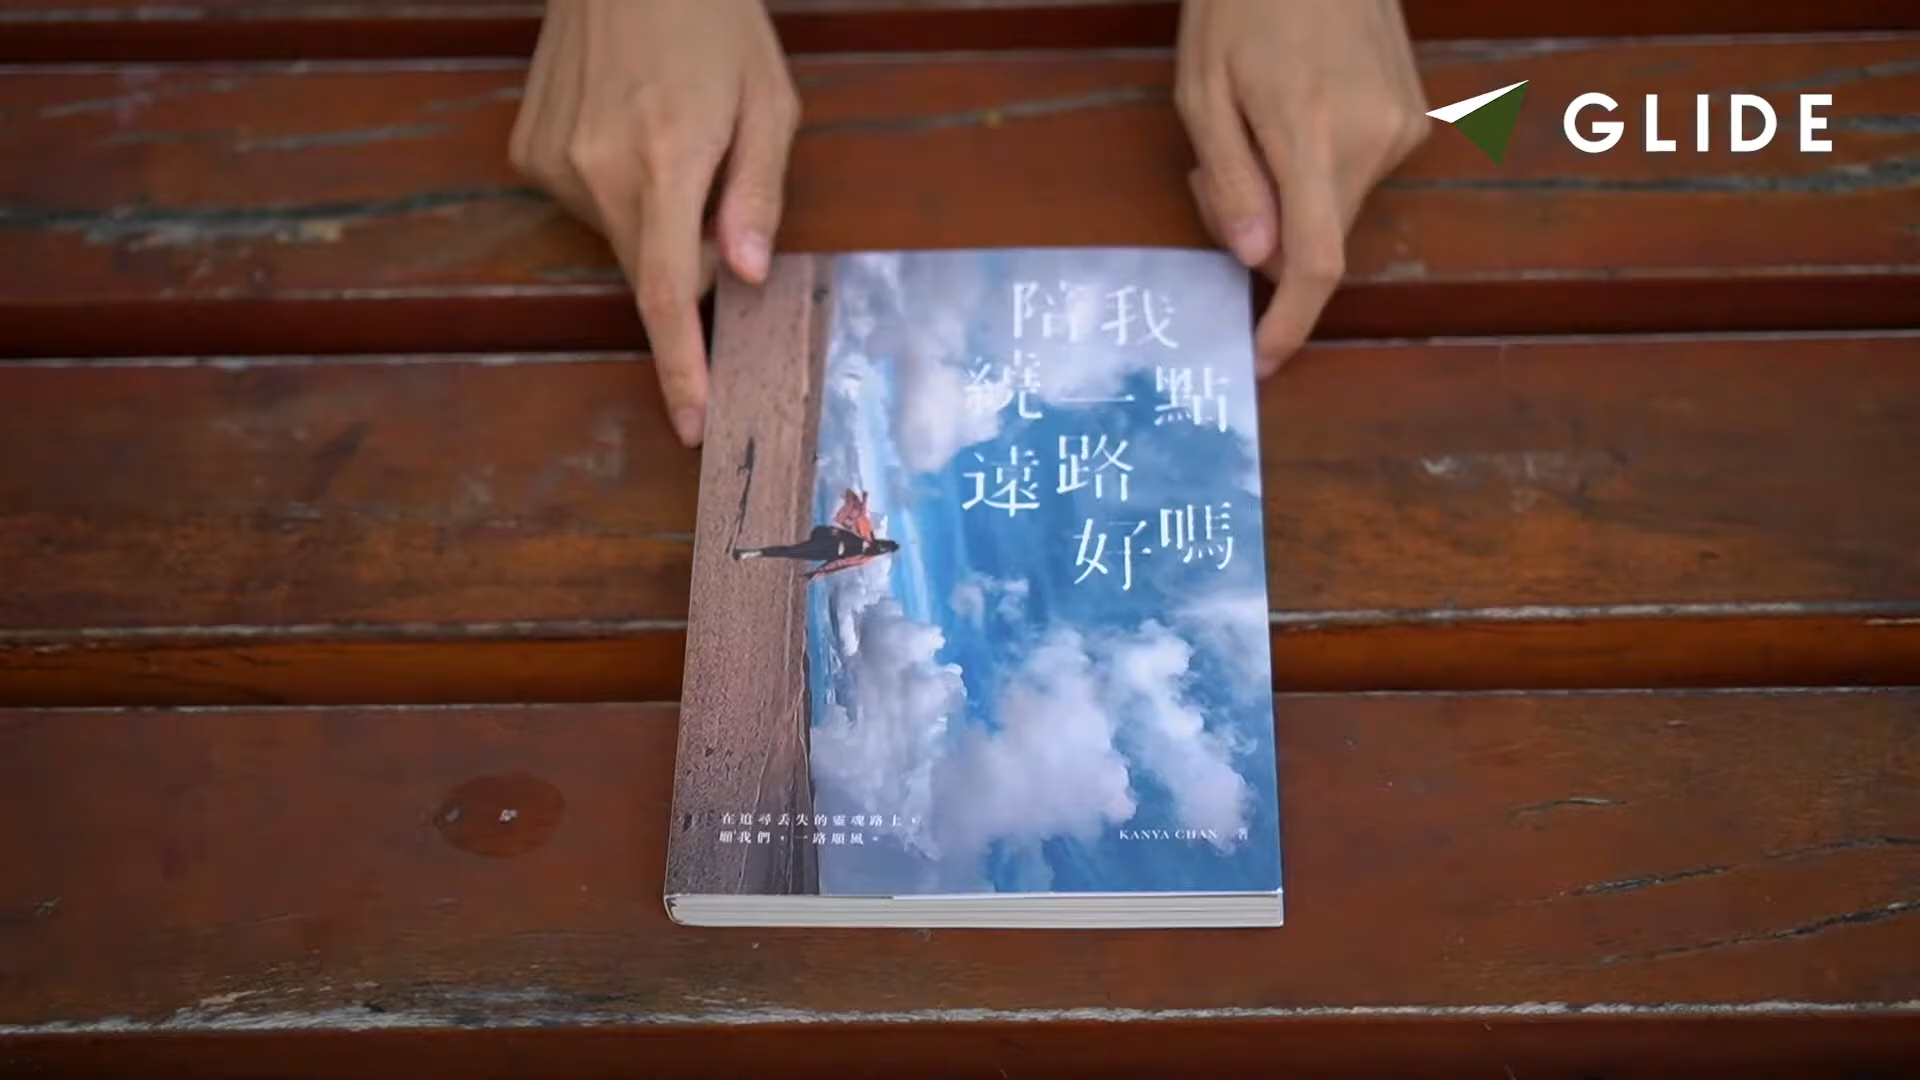 GLIDE
陪我
繞一點
遠路
好嗎
在追尋丟失的靈魂路上，
願我們，一路順風。
KANYA CHAN 著